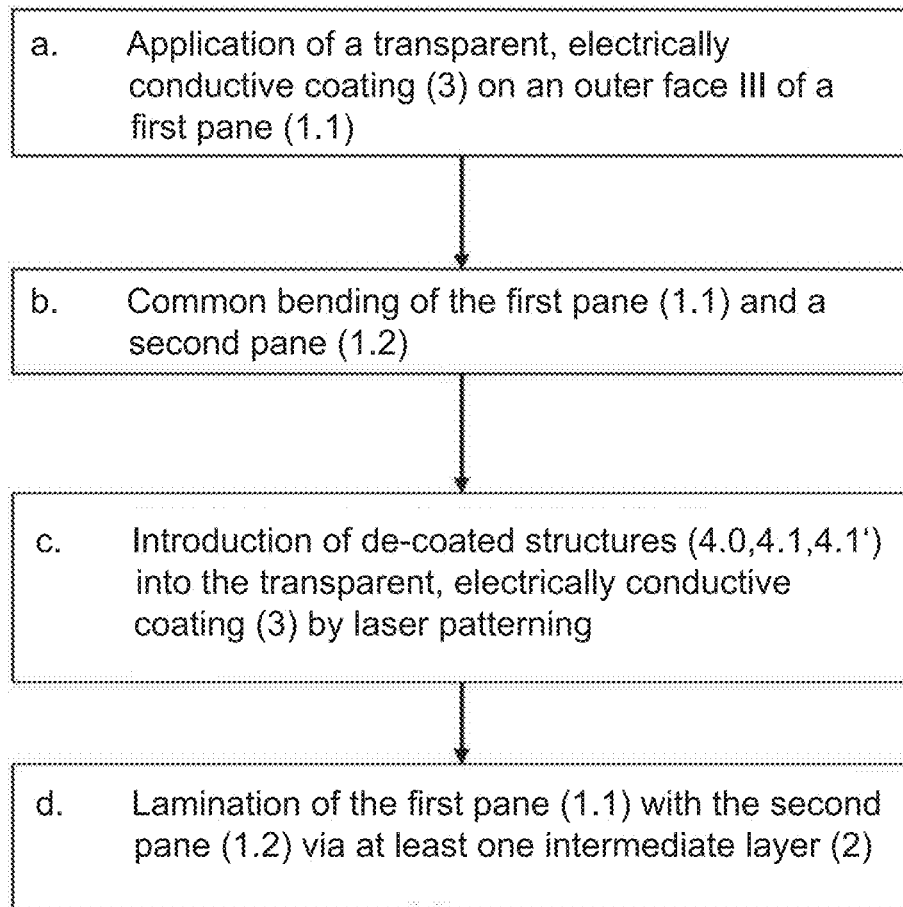 a. Application of a transparent, electrically
conductive coating (3) on an outer face III of a
first pane (1.1)
b. Common bending of the first pane (1.1) and a
second pane (1.2)
c. Introduction of de-coated structures (4.0,4.1,4.1‘)
into the transparent, electrically conductive
coating (3) by laser patterning
d. Lamination of the first pane (1.1) with the second
pane (1.2) via at least one intermediate layer (2)